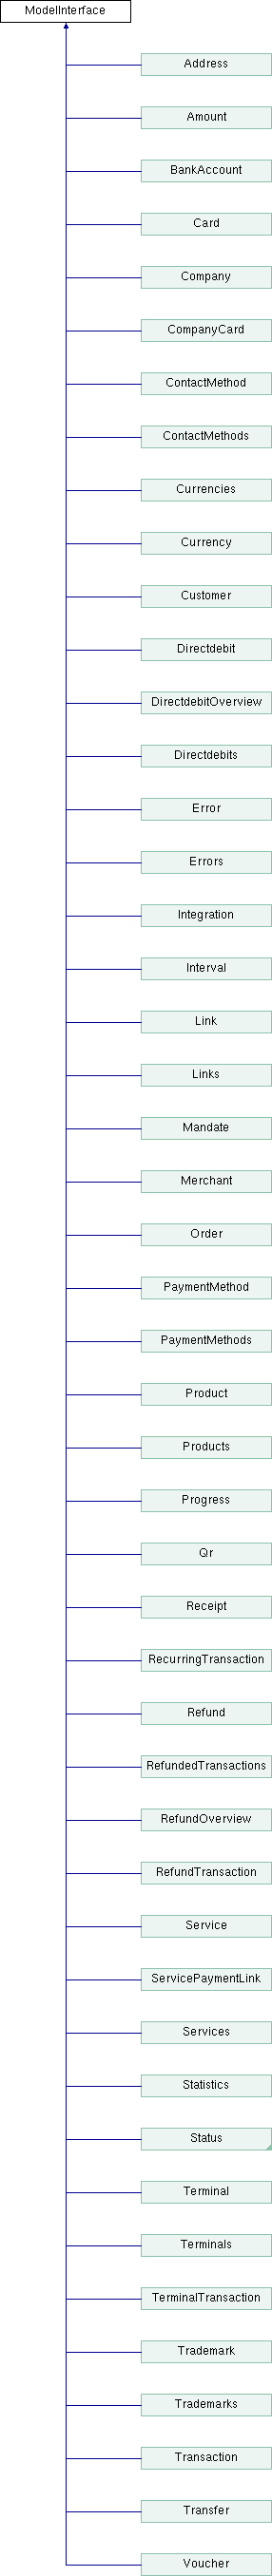 ModelInterface
Address
Amount
BankAccount
Card
Company
CompanyCard
ContactMethod
ContactMethods
Currencies
Currency
Customer
Directdebit
DirectdebitOverview
Directdebits
Error
Errors
Integration
Interval
Link
Links
Mandate
Merchant
Order
PaymentMethod
PaymentMethods
Product
Products
Progress
Qr
Receipt
RecurringTransaction
Refund
RefundedTransactions
RefundOverview
RefundTransaction
Service
ServicePaymentLink
Services
Statistics
Status
Terminal
Terminals
TerminalTransaction
Trademark
Trademarks
Transaction
Transfer
Voucher